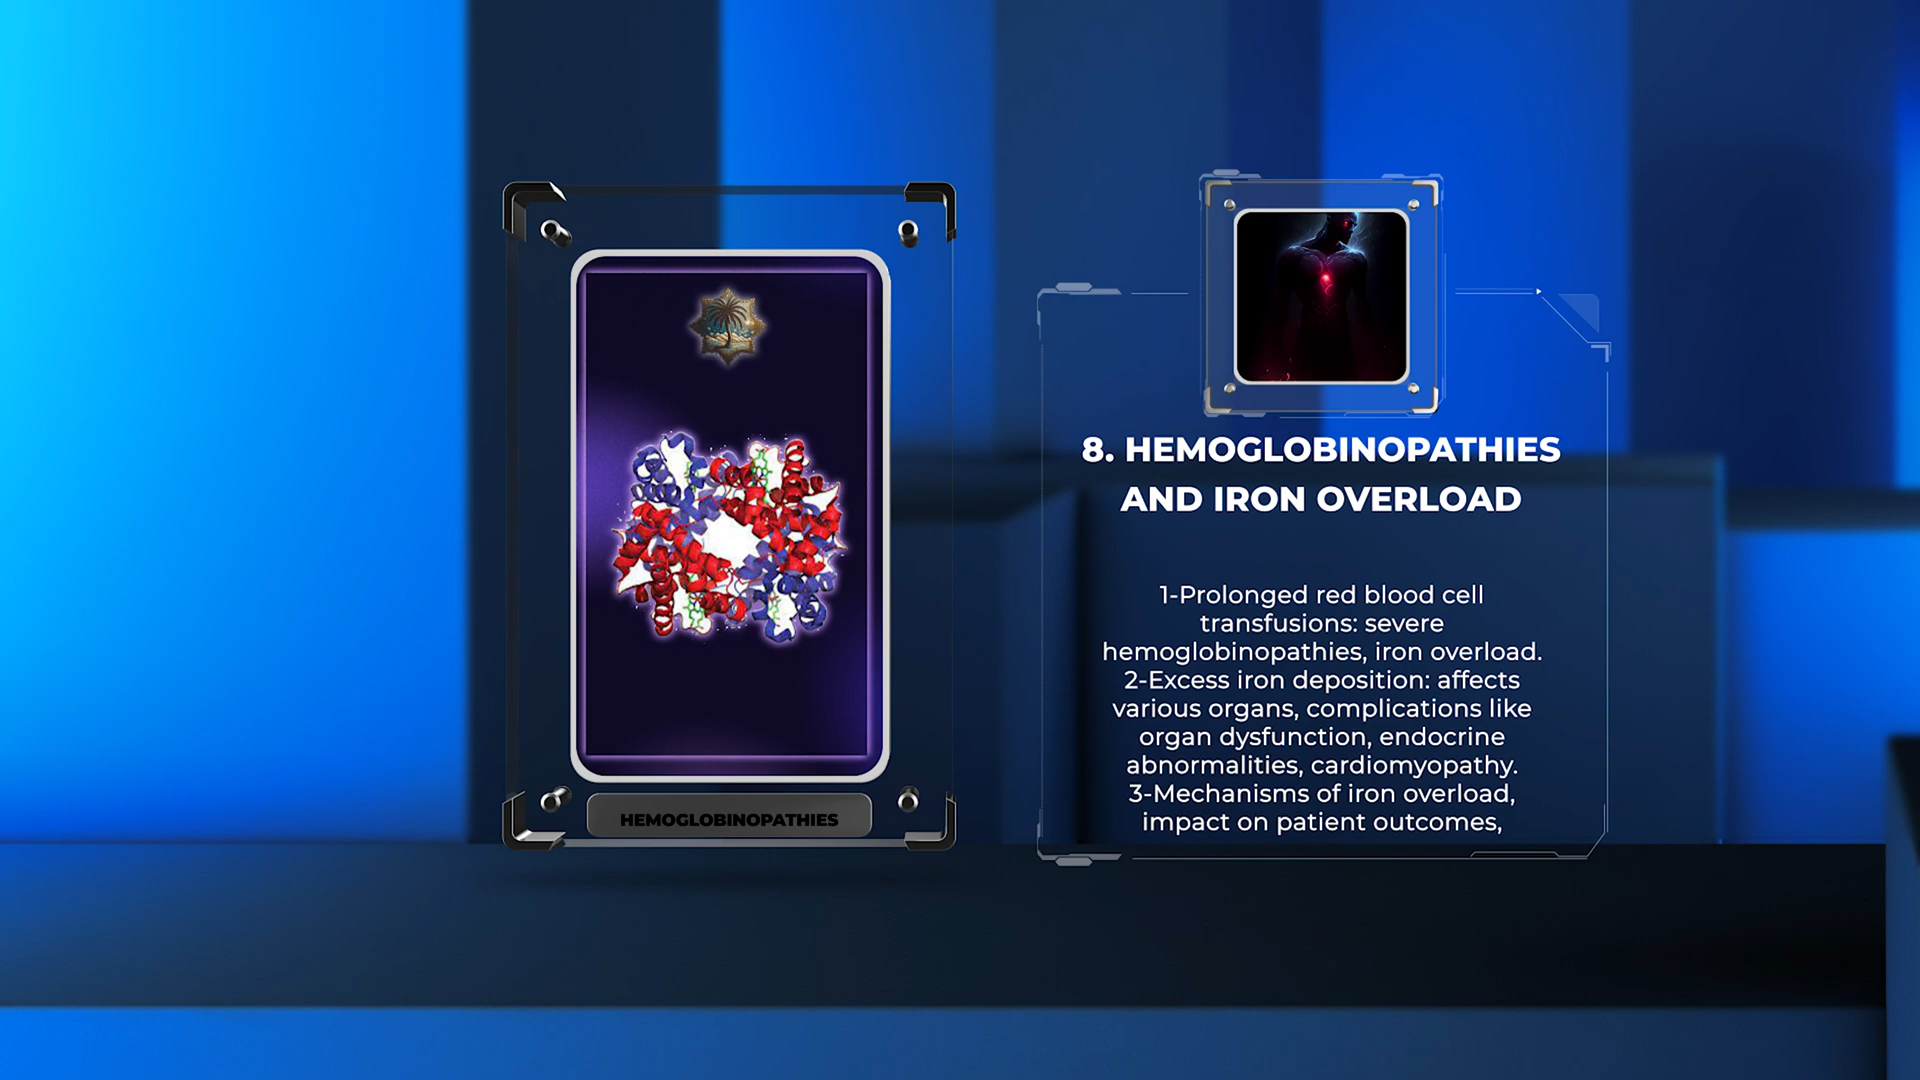 HEMOGLOBINOPATHIES
8. HEMOGLOBINOPATHIES
AND IRON OVERLOAD
1-Prolonged red blood cell
transfusions: severe
hemoglobinopathies, iron overload.
2-Excess iron deposition: affects
various organs, complications like
organ dysfunction, endocrine
abnormalities, cardiomyopathy.
3-Mechanisms of iron overload,
impact on patient outcomes,